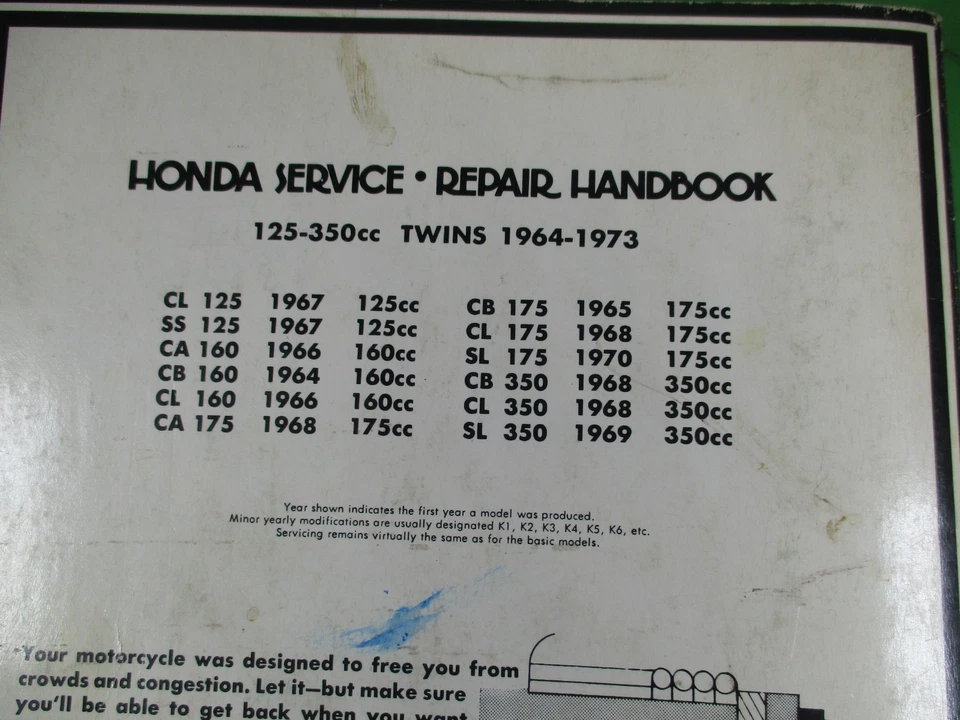 HONDA SERVICE • REPAIR HANDBOOK
125-350cc TWINS 1964-1973
CL 125 1967 125cc
SS 125 1967 125cc
CA 160 1966 160cc
CB 160 1964 160cc
CL 160 1966 160cc
CA 175 1968 175cc
CB 175 1965 175cc
CL 175 1968 175cc
SL 175 1970 175cc
CB 350 1968 350cc
CL 350 1968 350cc
SL 350 1969 350cc
Year shown indicates the first year a model was produced.
Minor yearly modifications are usually designated K1, K2, K3, K4, K5, K6, etc.
Servicing remains virtually the same as for the basic models.
Your motorcycle was designed to free you from
crowds and congestion. Let it—but make sure
you'll be able to get back when you want